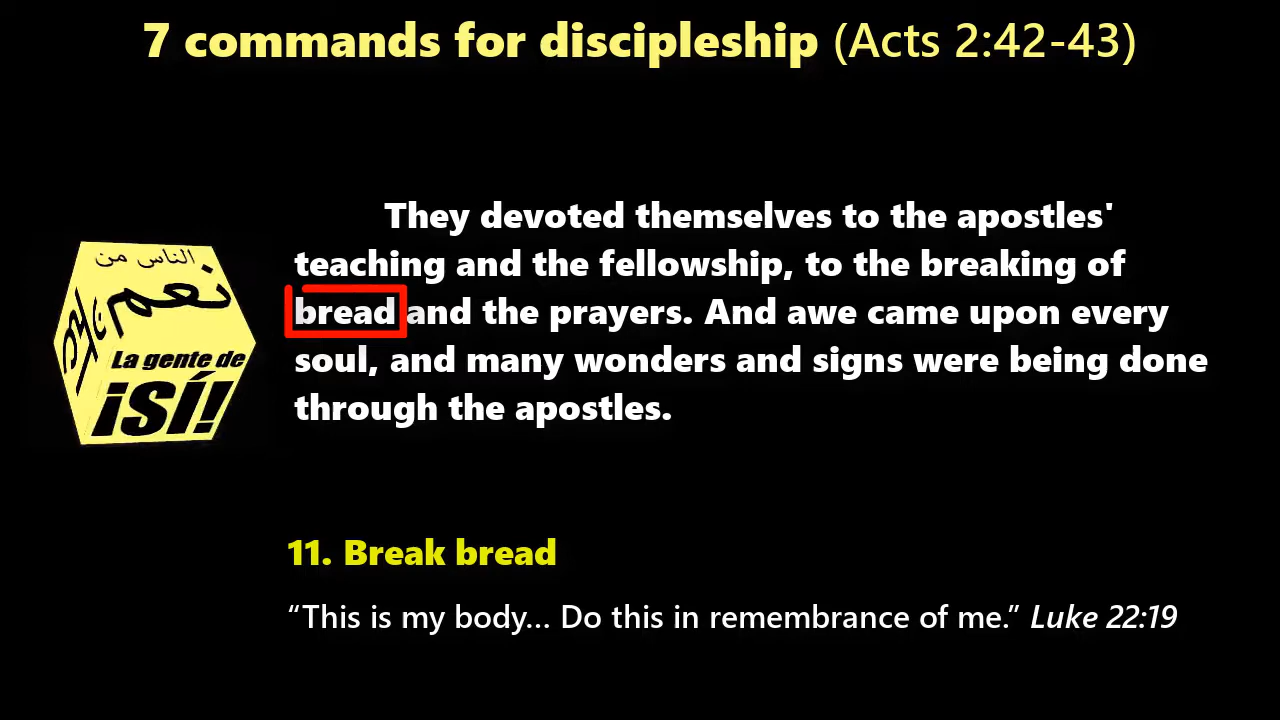 7 commands for discipleship (Acts 2:42-43)
They devoted themselves to the apostles'
teaching and the fellowship, to the breaking of
bread and the prayers. And awe came upon every
soul, and many wonders and signs were being done
through the apostles.
الناس من
نعم
La gente de
¡SÍ!
11. Break bread
“This is my body... Do this in remembrance of me.” Luke 22:19